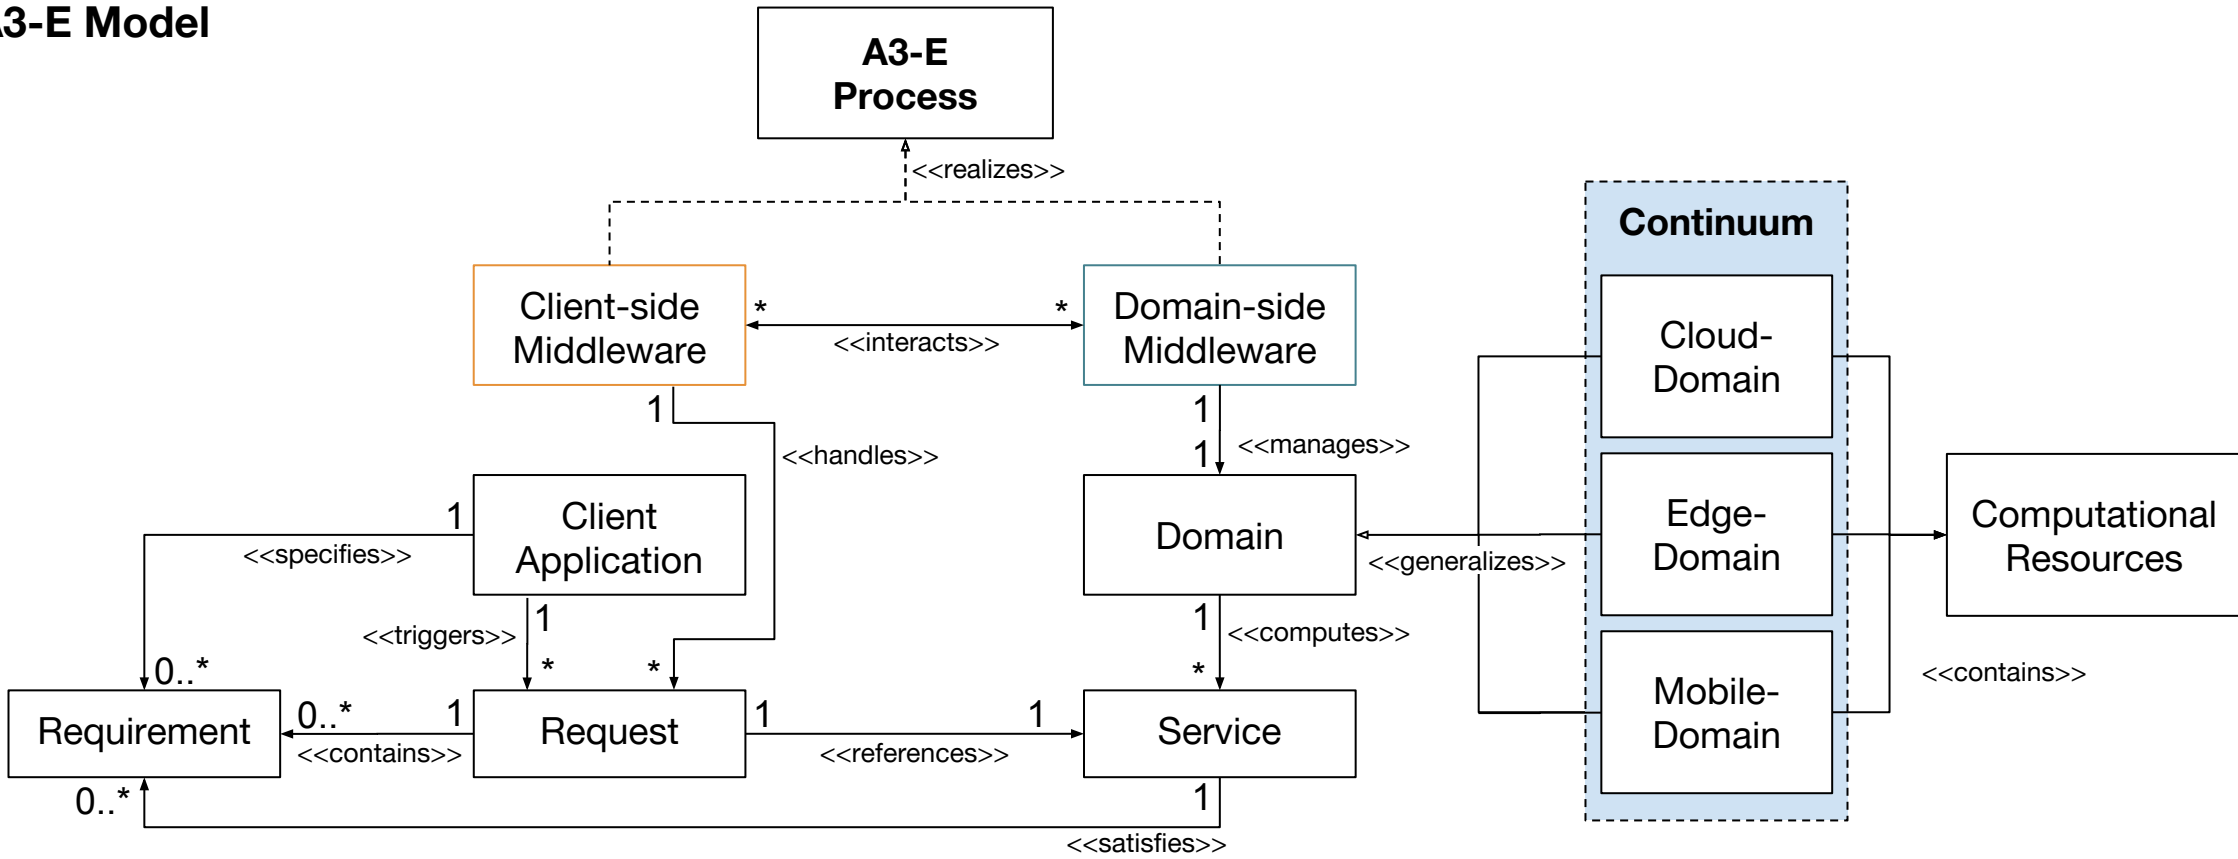 3-E Model
A3-E
Process
<<realizes>>
Continuum
Client-side
Middleware
* *
<<interacts>>
Domain-side
Middleware
Cloud-
Domain
1
<<handles>>
1
1
<<manages>>
Client
Application
1
<<specifies>>
Domain
<<generalizes>>
Edge-
Domain
Computational
Resources
<<triggers>>
1
*
*
1
<<computes>>
*
0..*
Mobile-
Domain
<<contains>>
Requirement
0..* 1
<<contains>>
Request
1 1
<<references>>
Service
0..*
1
<<satisfies>>